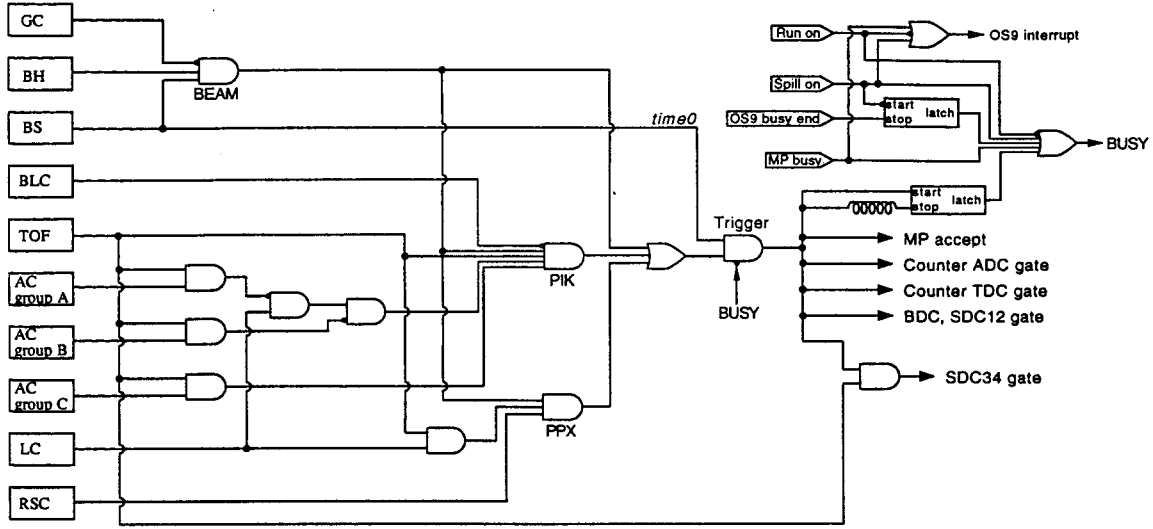 GC
BH
BS
BLC
TOF
AC
group A
AC
group B
AC
group C
LC
RSC
BEAM
time0
PIK
PPX
Trigger
BUSY
Run on
OS9 interrupt
Spill on
OS9 busy end
start
stop
latch
MP busy
BUSY
start
stop
latch
MP accept
Counter ADC gate
Counter TDC gate
BDC, SDC12 gate
SDC34 gate